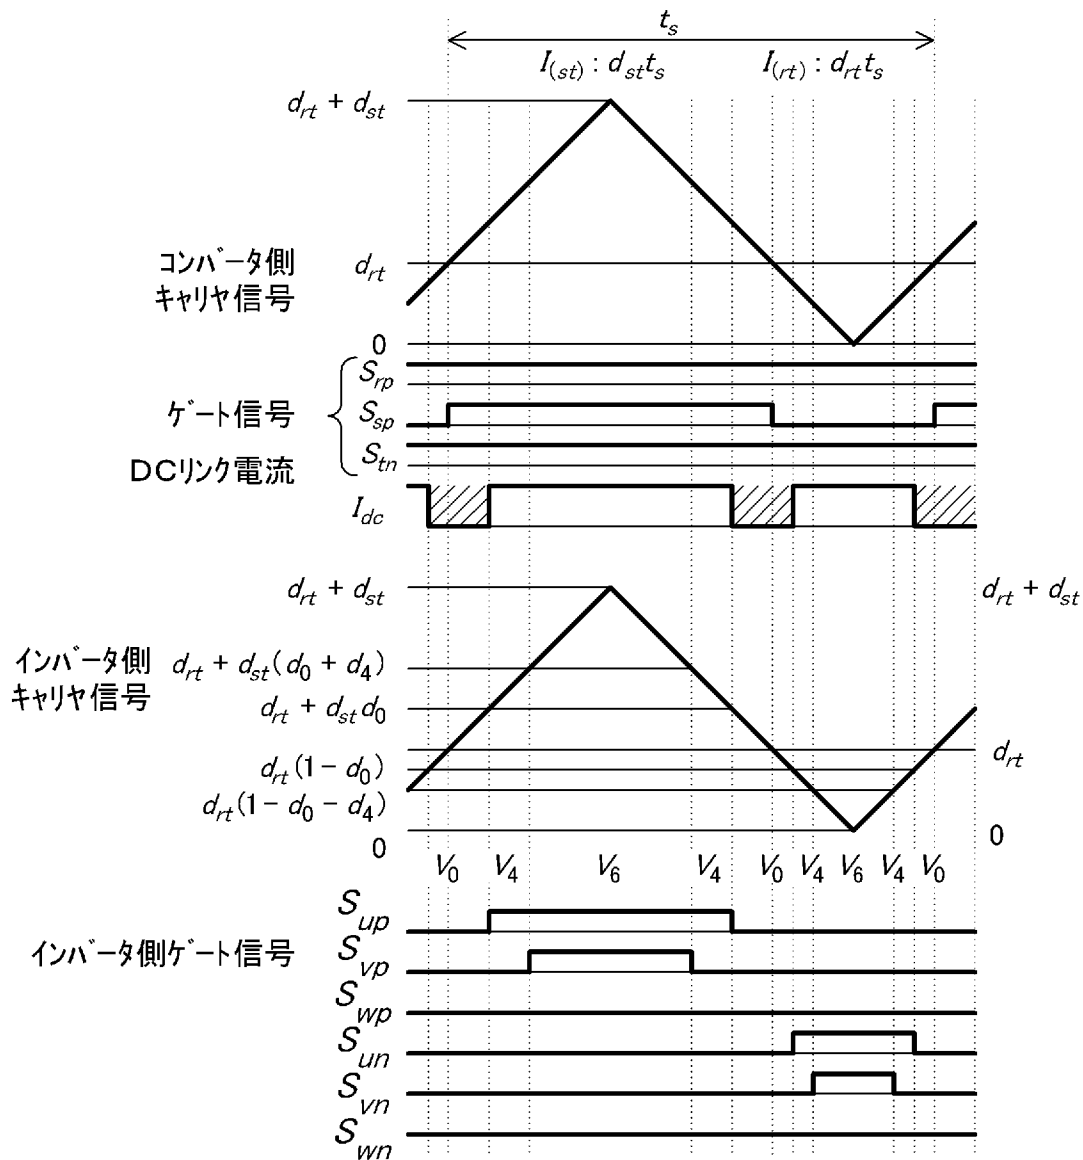 t_s
I_(st) : d_st t_s
I_(rt) : d_rt t_s
d_rt + d_st
コンバータ側
キャリヤ信号
d_rt
0
ゲート信号
S_rp
S_sp
S_tn
DCリンク電流
I_dc
d_rt + d_st
d_rt + d_st
インバータ側
キャリヤ信号
d_rt + d_st(d_0 + d_4)
d_rt + d_st d_0
d_rt
d_rt(1 − d_0)
d_rt(1 − d_0 − d_4)
0
0
V_0 V_4 V_6 V_4 V_0 V_4 V_6 V_4 V_0
インバータ側ゲート信号
S_up
S_vp
S_wp
S_un
S_vn
S_wn